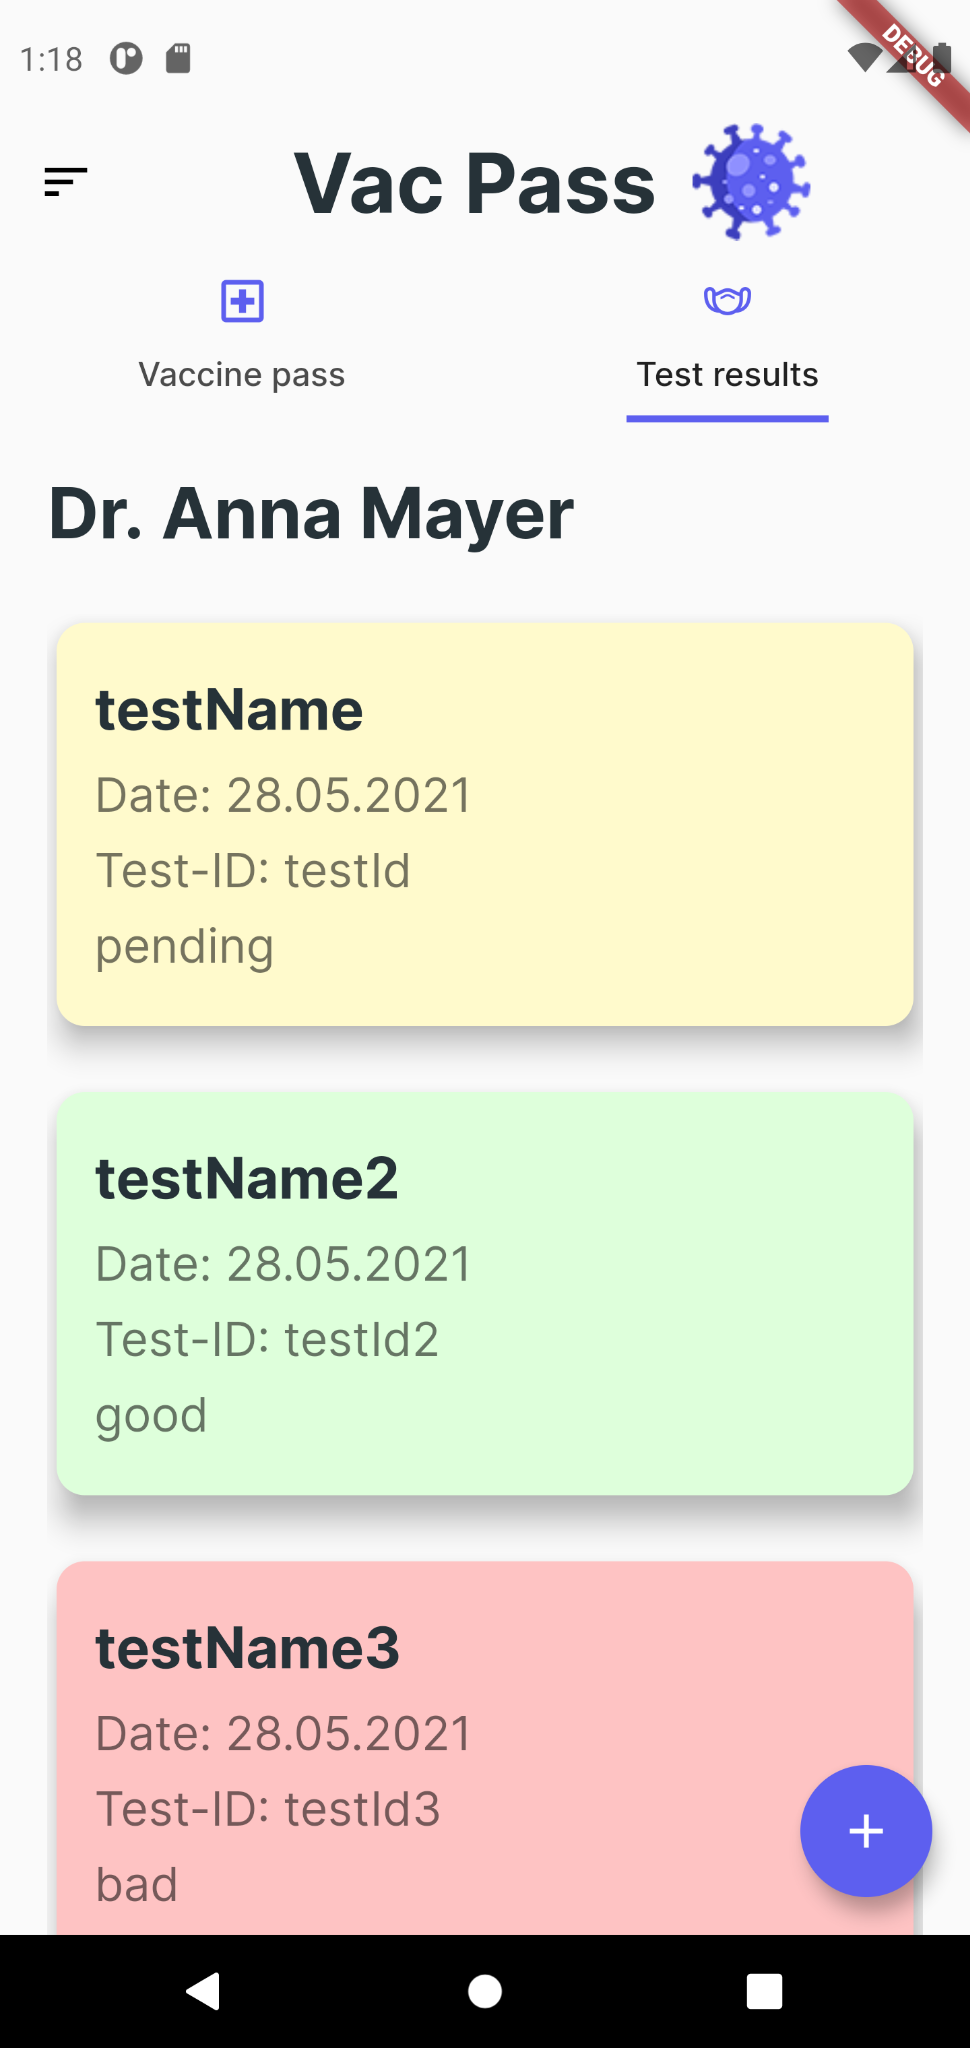 1:18
DEBUG
Vac Pass
Vaccine pass
Test results
Dr. Anna Mayer
testName
Date: 28.05.2021
Test-ID: testId
pending
testName2
Date: 28.05.2021
Test-ID: testId2
good
testName3
Date: 28.05.2021
Test-ID: testId3
bad